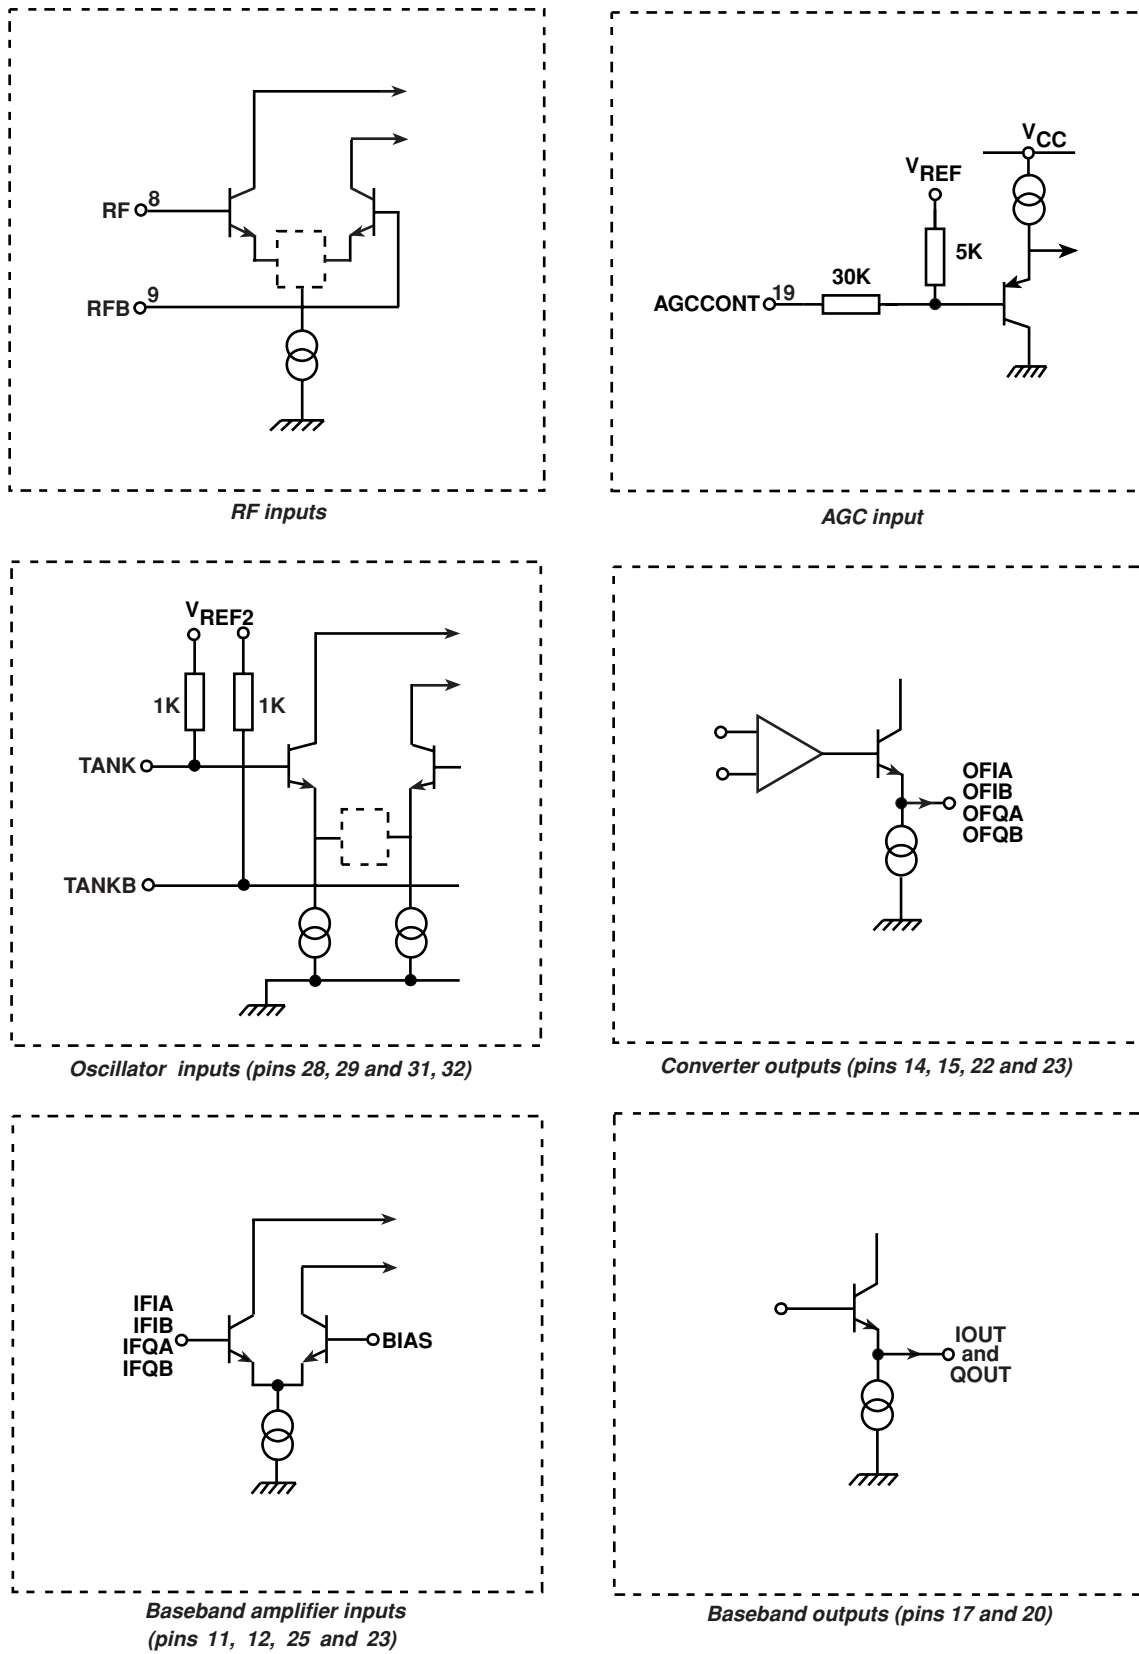 RF 8
RFB 9
RF inputs
VCC
VREF
5K
30K
AGCCONT 19
AGC input
VREF2
1K 1K
TANK
TANKB
Oscillator inputs (pins 28, 29 and 31, 32)
OFIA
OFIB
OFQA
OFQB
Converter outputs (pins 14, 15, 22 and 23)
IFIA
IFIB
IFQA
IFQB
BIAS
Baseband amplifier inputs
(pins 11, 12, 25 and 23)
IOUT
and
QOUT
Baseband outputs (pins 17 and 20)